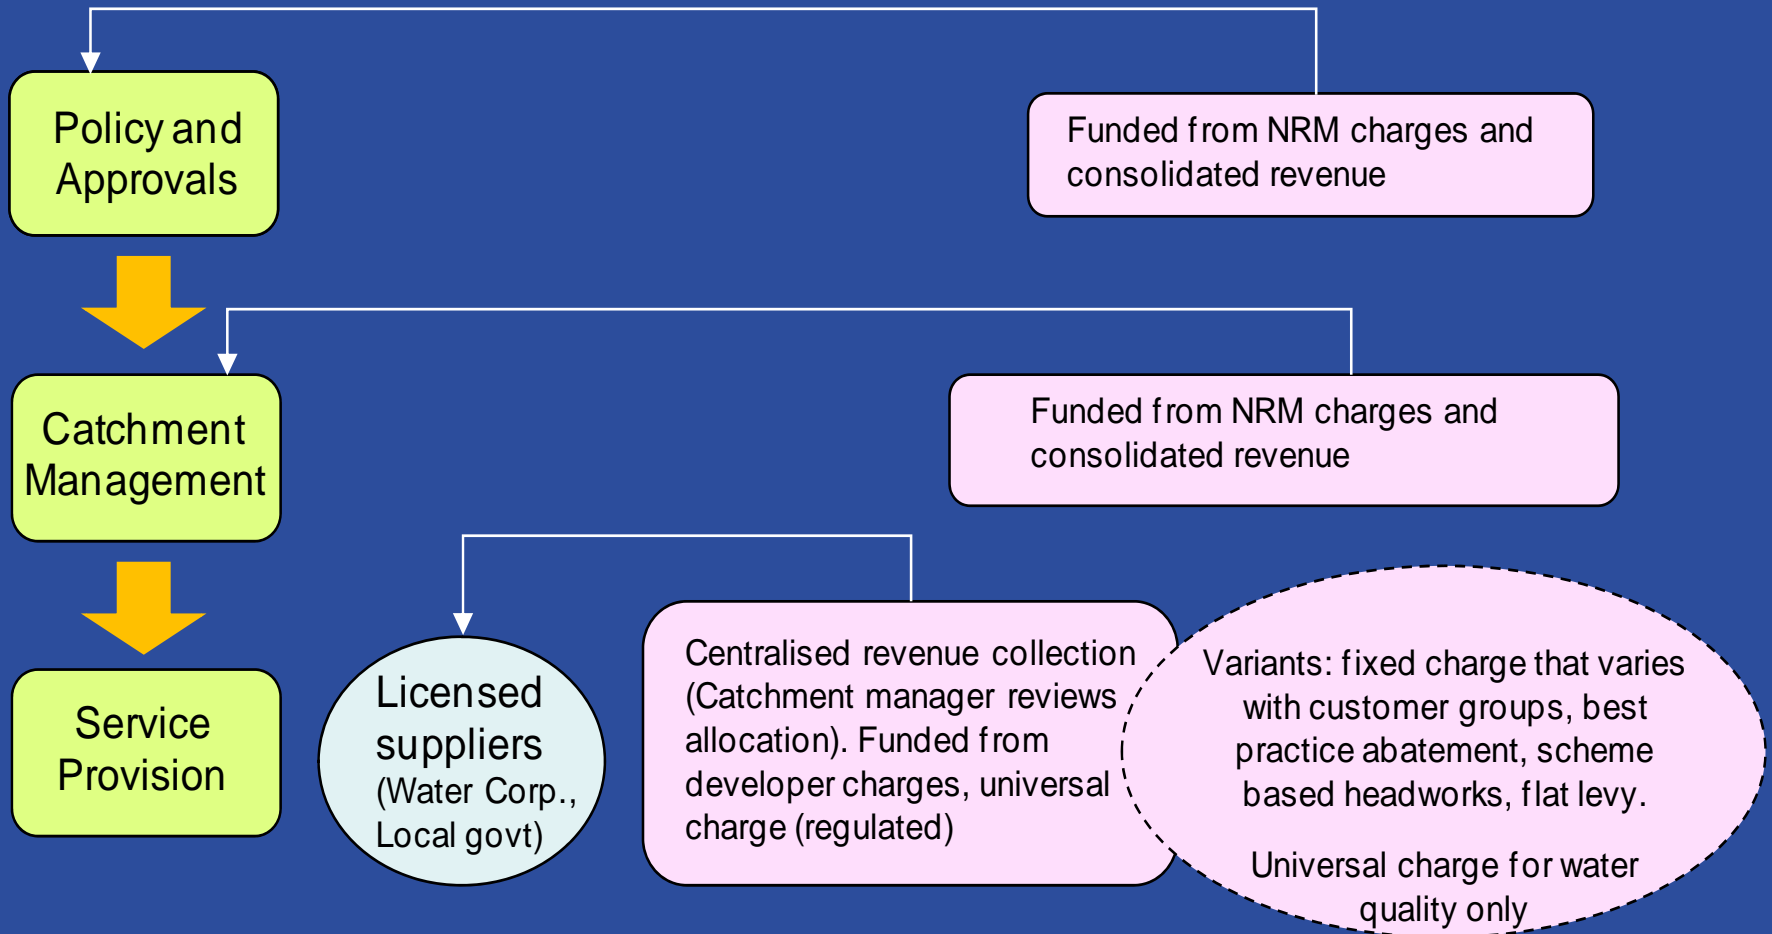 Policy and
Approvals
Funded from NRM charges and
consolidated revenue
Catchment
Management
Funded from NRM charges and
consolidated revenue
Service
Provision
Licensed
suppliers
(Water Corp.,
Local govt)
Centralised revenue collection
(Catchment manager reviews
allocation). Funded from
developer charges, universal
charge (regulated)
Variants: fixed charge that varies
with customer groups, best
practice abatement, scheme
based headworks, flat levy.
Universal charge for water
quality only